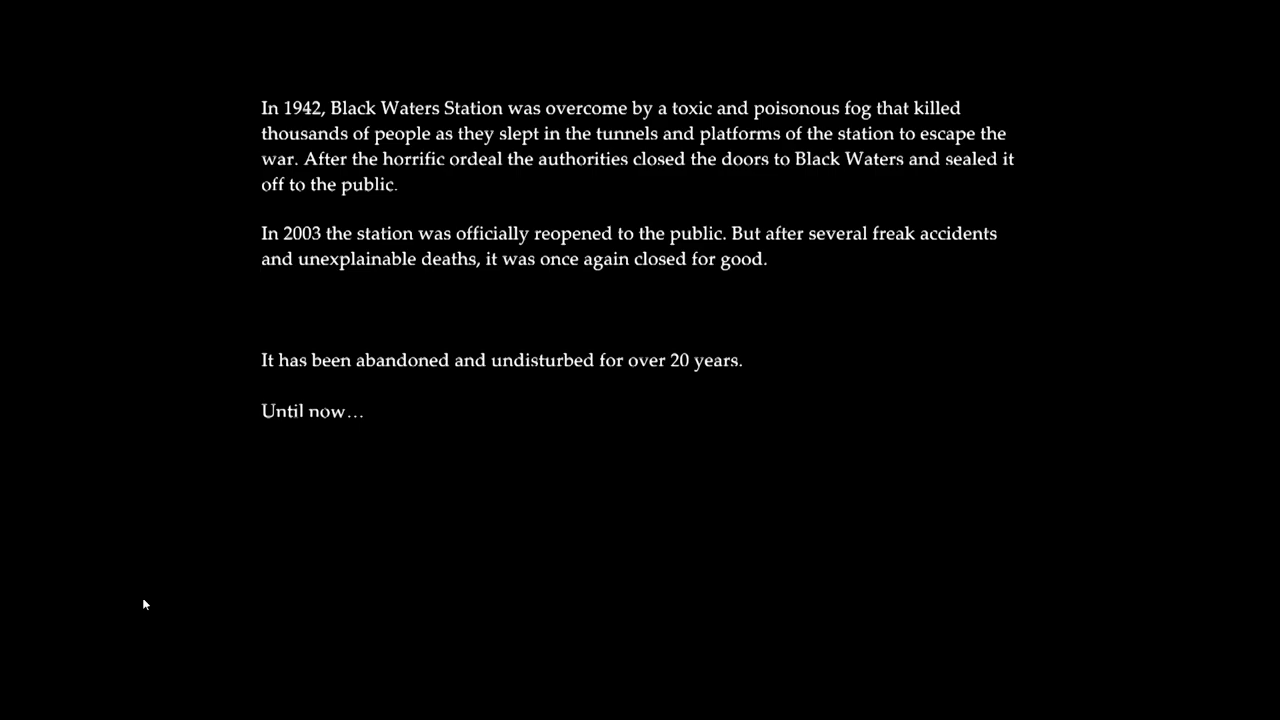 In 1942, Black Waters Station was overcome by a toxic and poisonous fog that killed
thousands of people as they slept in the tunnels and platforms of the station to escape the
war. After the horrific ordeal the authorities closed the doors to Black Waters and sealed it
off to the public.
In 2003 the station was officially reopened to the public. But after several freak accidents
and unexplainable deaths, it was once again closed for good.
It has been abandoned and undisturbed for over 20 years.
Until now…